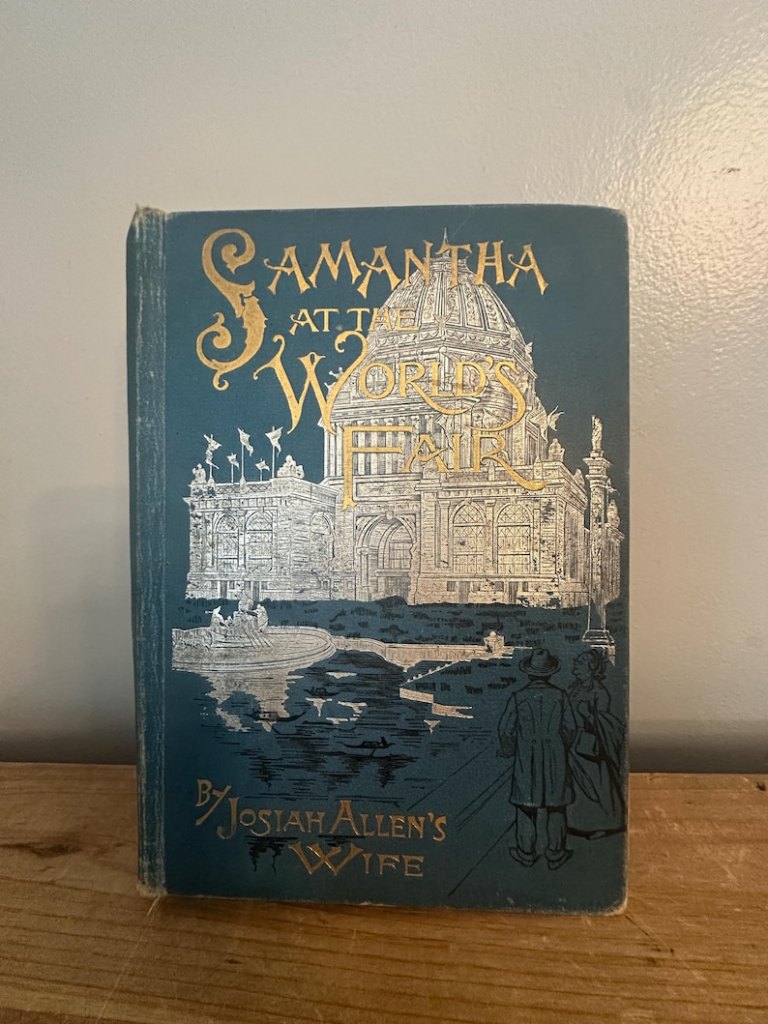 SAMANTHA
AT THE
WORLD'S
FAIR
BY JOSIAH ALLEN'S
WIFE